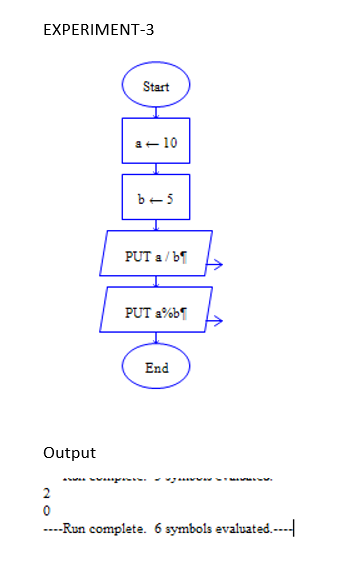 EXPERIMENT-3
Start
a ← 10
b ← 5
PUT a / b¶
PUT a%b¶
End
Output
2
0
----Run complete. 6 symbols evaluated.----